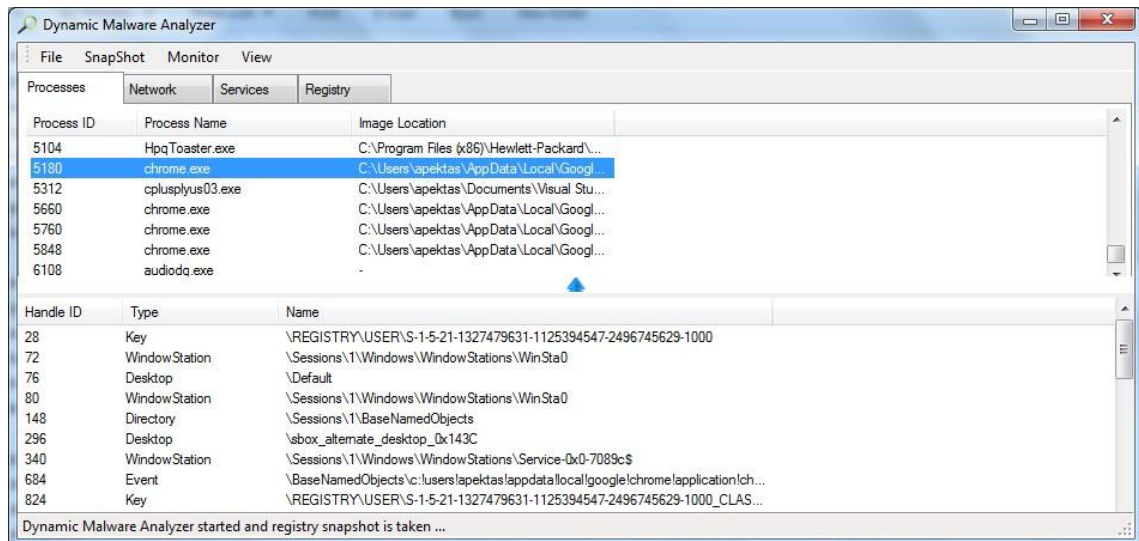 Dynamic Malware Analyzer
File SnapShot Monitor View
Processes Network Services Registry
Process ID Process Name Image Location
5104 HpqToaster.exe C:\Program Files (x86)\Hewlett-Packard\...
5180 chrome.exe C:\Users\apektas\AppData\Local\Googl...
5312 cplusplyus03.exe C:\Users\apektas\Documents\Visual Stu...
5660 chrome.exe C:\Users\apektas\AppData\Local\Googl...
5760 chrome.exe C:\Users\apektas\AppData\Local\Googl...
5848 chrome.exe C:\Users\apektas\AppData\Local\Googl...
6108 audiodg.exe -
Handle ID Type Name
28 Key \REGISTRY\USER\S-1-5-21-1327479631-1125394547-2496745629-1000
72 WindowStation \Sessions\1\Windows\WindowStations\WinSta0
76 Desktop \Default
80 WindowStation \Sessions\1\Windows\WindowStations\WinSta0
148 Directory \Sessions\1\BaseNamedObjects
296 Desktop \sbox_alternate_desktop_0x143C
340 WindowStation \Sessions\1\Windows\WindowStations\Service-0x0-7089c$
684 Event \BaseNamedObjects\c:!users!apektas!appdata!local!google!chrome!application!ch...
824 Key \REGISTRY\USER\S-1-5-21-1327479631-1125394547-2496745629-1000_CLAS...
Dynamic Malware Analyzer started and registry snapshot is taken ...